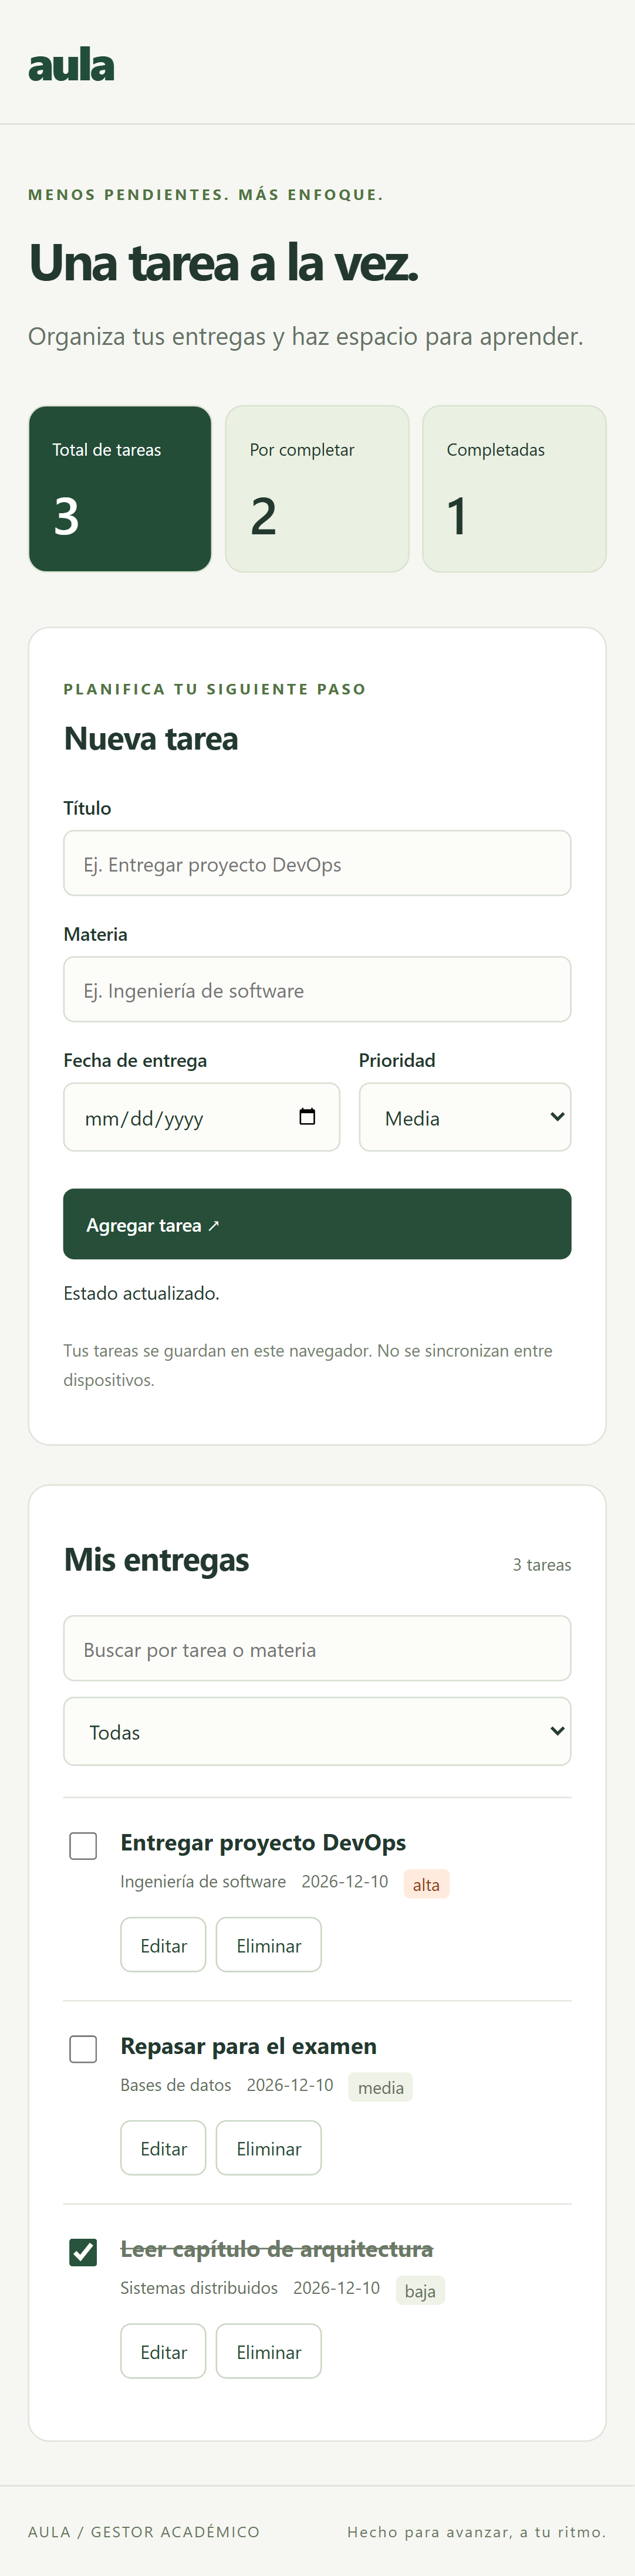 aula
MENOS PENDIENTES. MÁS ENFOQUE.
Una tarea a la vez.
Organiza tus entregas y haz espacio para aprender.
Total de tareas
3
Por completar
2
Completadas
1
PLANIFICA TU SIGUIENTE PASO
Nueva tarea
Título
Ej. Entregar proyecto DevOps
Materia
Ej. Ingeniería de software
Fecha de entrega
mm/dd/yyyy
Prioridad
Media
Agregar tarea ↗
Estado actualizado.
Tus tareas se guardan en este navegador. No se sincronizan entre
dispositivos.
Mis entregas
3 tareas
Buscar por tarea o materia
Todas
Entregar proyecto DevOps
Ingeniería de software 2026-12-10 alta
Editar Eliminar
Repasar para el examen
Bases de datos 2026-12-10 media
Editar Eliminar
Leer capítulo de arquitectura
Sistemas distribuidos 2026-12-10 baja
Editar Eliminar
AULA / GESTOR ACADÉMICO
Hecho para avanzar, a tu ritmo.